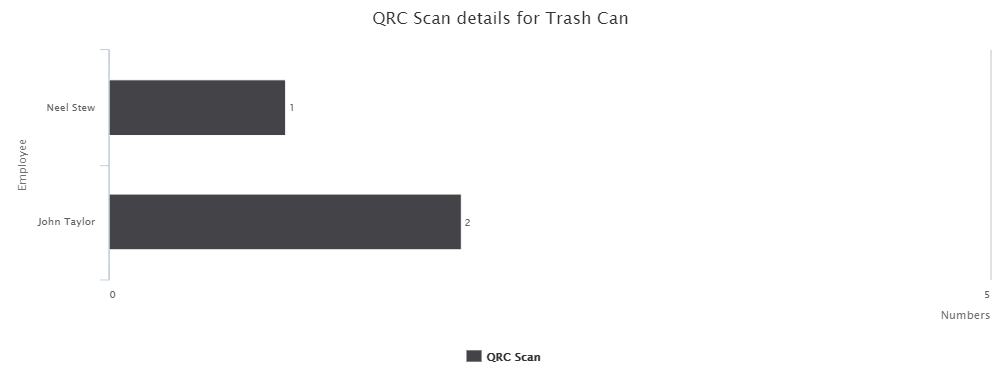 QRC Scan details for Trash Can
Employee
Neel Stew
1
John Taylor
2
0
5
Numbers
QRC Scan